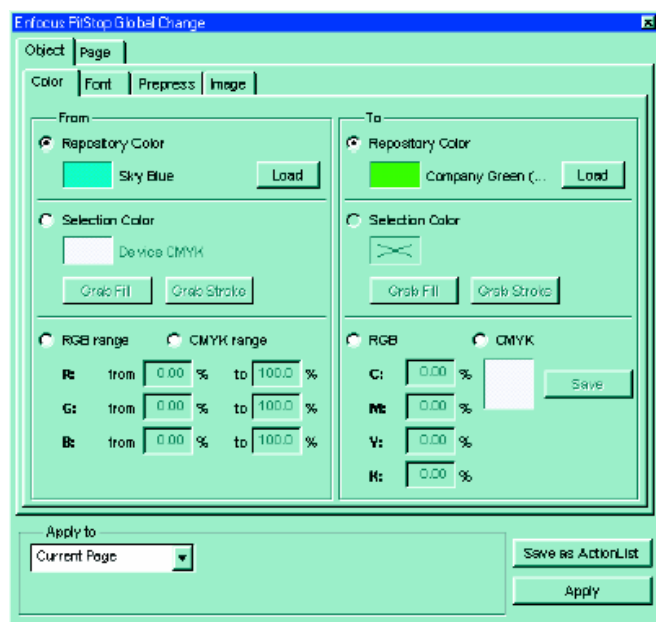 Enfocus PitStop Global Change
Object Page
Color Font Prepress Image
From
Repository Color
Sky Blue Load
Selection Color
Device CMYK
Grab Fill Grab Stroke
RGB range CMYK range
R: from 0.00 % to 100.0 %
G: from 0.00 % to 100.0 %
B: from 0.00 % to 100.0 %
To
Repository Color
Company Green (... Load
Selection Color
Grab Fill Grab Stroke
RGB CMYK
C: 0.00 %
Save
M: 0.00 %
Y: 0.00 %
K: 0.00 %
Apply to
Current Page
Save as ActionList
Apply